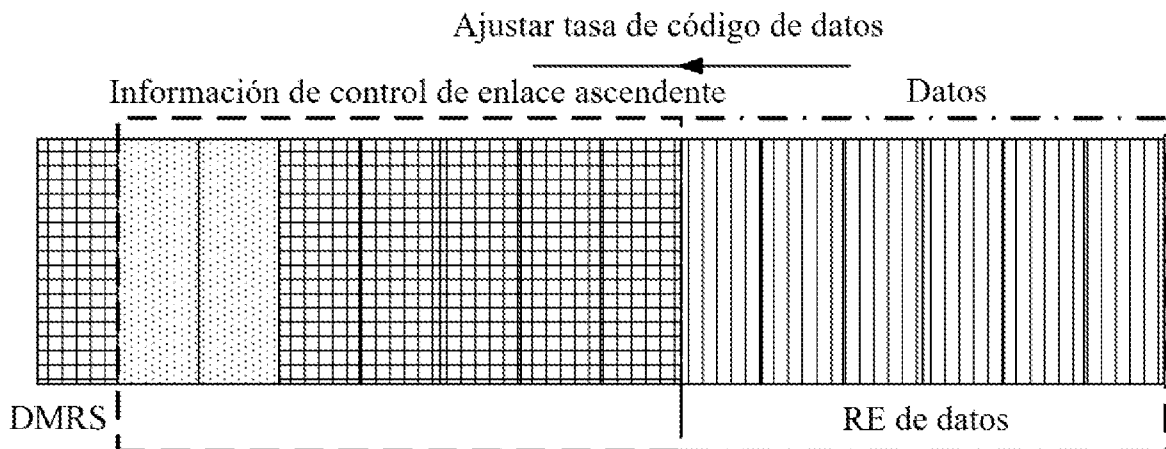 Ajustar tasa de código de datos
Información de control de enlace ascendente
Datos
DMRS
RE de datos